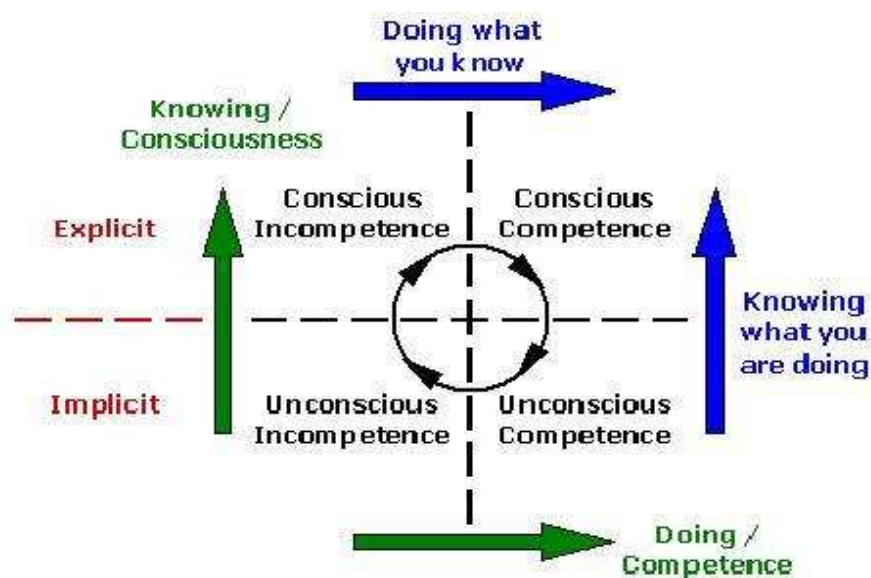 Doing what
you know
Knowing /
Consciousness
Conscious
Incompetence
Conscious
Competence
Explicit
Knowing
what you
are doing
Implicit
Unconscious
Incompetence
Unconscious
Competence
Doing /
Competence